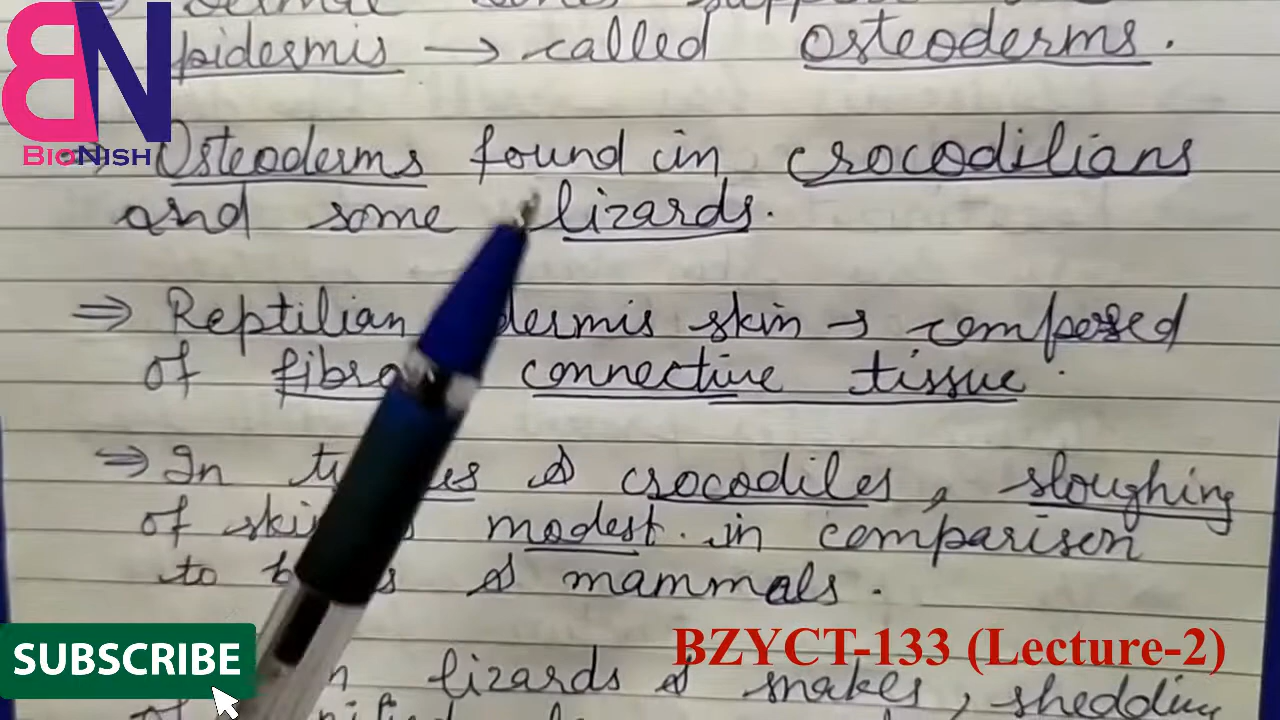 epidermis → called Osteoderms.
BN
BIONISH
⇒ Osteoderms found in crocodilians
and some lizards.
⇒ Reptilian dermis skin → composed
of connective tissue.
⇒ In & crocodiles, sloughing
of modest in comparison
to & mammals.
SUBSCRIBE
BZYCT-133 (Lecture-2)
lizards & snakes, shedding